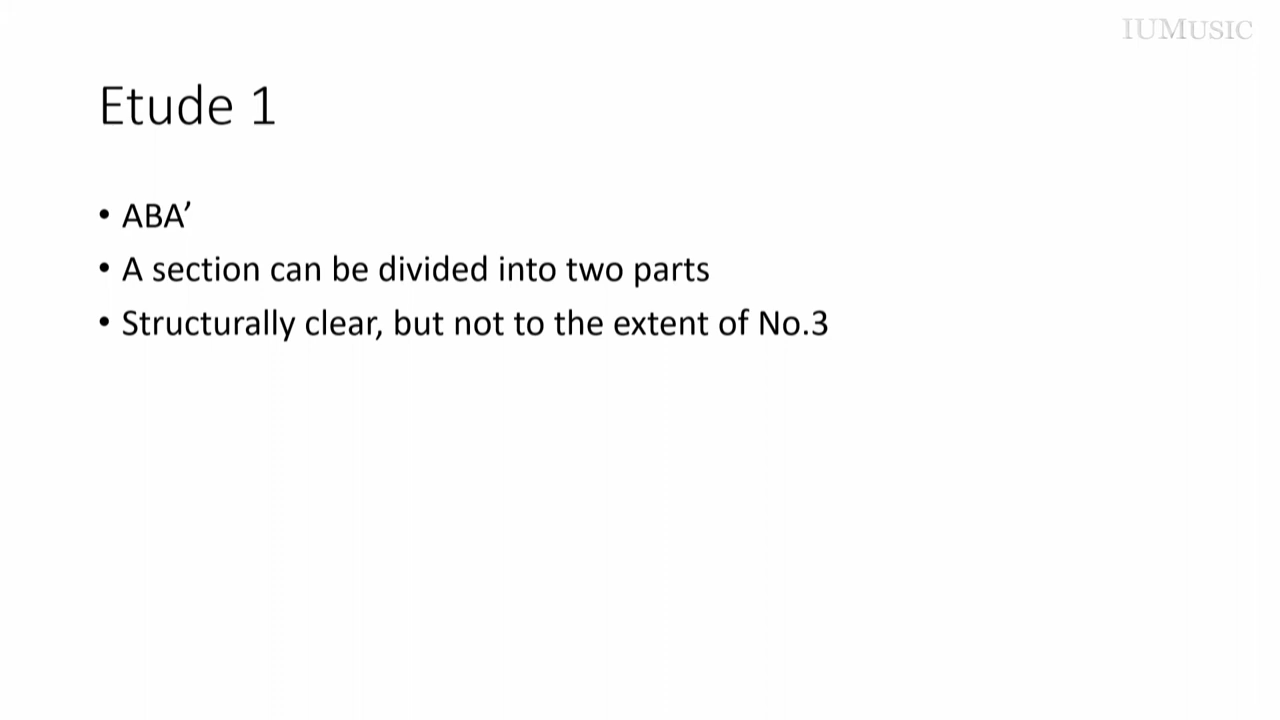 IUMUSIC
Etude 1
• ABA’
• A section can be divided into two parts
• Structurally clear, but not to the extent of No.3